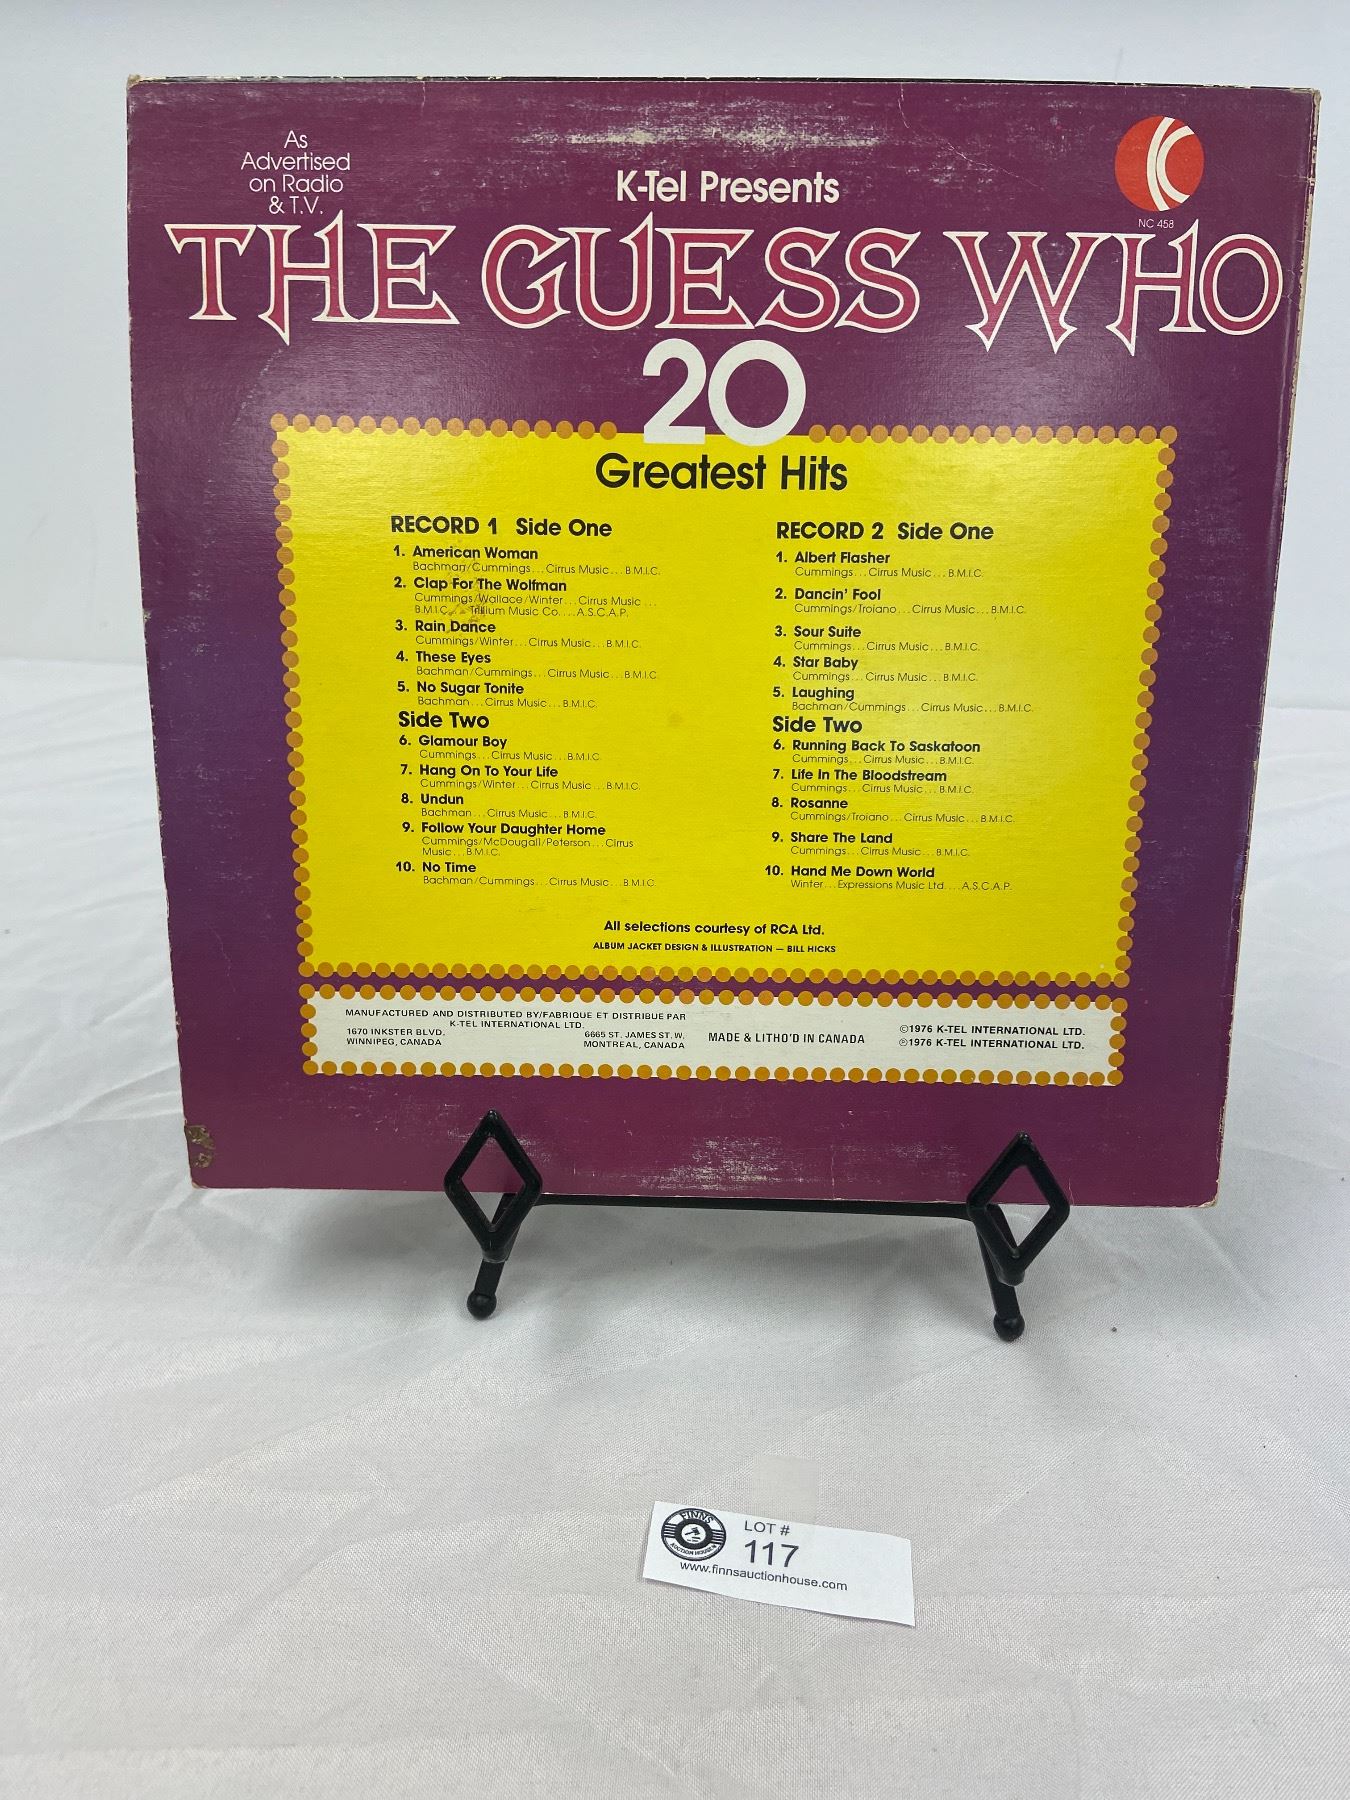 As
Advertised
on Radio
& T.V.
K-Tel Presents
NC 458
THE GUESS WHO
20
Greatest Hits
RECORD 1 Side One
1. American Woman
Bachman/Cummings...Cirrus Music...B.M.I.C.
2. Clap For The Wolfman
Cummings/Wallace/Winter...Cirrus Music...
B.M.I.C. Trillium Music Co....A.S.C.A.P.
3. Rain Dance
Cummings/Winter...Cirrus Music...B.M.I.C.
4. These Eyes
Bachman/Cummings...Cirrus Music...B.M.I.C.
5. No Sugar Tonite
Bachman...Cirrus Music...B.M.I.C.
Side Two
6. Glamour Boy
Cummings...Cirrus Music...B.M.I.C.
7. Hang On To Your Life
Cummings/Winter...Cirrus Music...B.M.I.C.
8. Undun
Bachman...Cirrus Music...B.M.I.C.
9. Follow Your Daughter Home
Cummings/McDougall/Peterson...Cirrus
Music...B.M.I.C.
10. No Time
Bachman/Cummings...Cirrus Music...B.M.I.C.
RECORD 2 Side One
1. Albert Flasher
Cummings...Cirrus Music...B.M.I.C.
2. Dancin' Fool
Cummings/Troiano...Cirrus Music...B.M.I.C.
3. Sour Suite
Cummings...Cirrus Music...B.M.I.C.
4. Star Baby
Cummings...Cirrus Music...B.M.I.C.
5. Laughing
Bachman/Cummings...Cirrus Music...B.M.I.C.
Side Two
6. Running Back To Saskatoon
Cummings...Cirrus Music...B.M.I.C.
7. Life In The Bloodstream
Cummings...Cirrus Music...B.M.I.C.
8. Rosanne
Cummings/Troiano...Cirrus Music...B.M.I.C.
9. Share The Land
Cummings...Cirrus Music...B.M.I.C.
10. Hand Me Down World
Winter...Expressions Music Ltd....A.S.C.A.P.
All selections courtesy of RCA Ltd.
ALBUM JACKET DESIGN & ILLUSTRATION — BILL HICKS
MANUFACTURED AND DISTRIBUTED BY/FABRIQUE ET DISTRIBUE PAR
K-TEL INTERNATIONAL LTD.
1670 INKSTER BLVD.
WINNIPEG, CANADA
6665 ST. JAMES ST. W.
MONTREAL, CANADA
MADE & LITHO'D IN CANADA
©1976 K-TEL INTERNATIONAL LTD.
℗1976 K-TEL INTERNATIONAL LTD.
FINNS
AUCTION HOUSE
LOT #
117
www.finnsauctionhouse.com